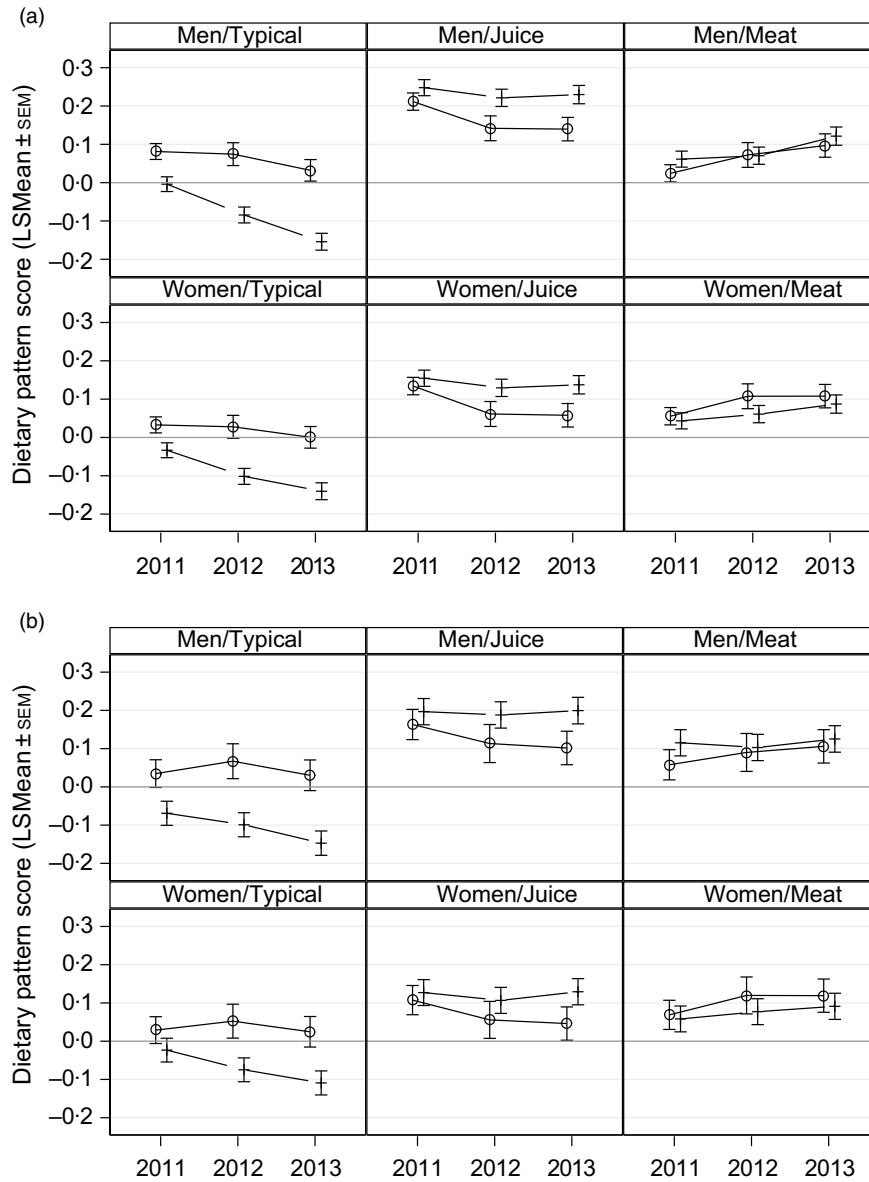 (a)
Men/Typical Men/Juice Men/Meat
0·3
0·2
0·1
0·0
–0·1
–0·2
Women/Typical Women/Juice Women/Meat
0·3
0·2
0·1
0·0
–0·1
–0·2
Dietary pattern score (LSMean ± SEM)
2011 2012 2013 2011 2012 2013 2011 2012 2013
(b)
Men/Typical Men/Juice Men/Meat
0·3
0·2
0·1
0·0
–0·1
–0·2
Women/Typical Women/Juice Women/Meat
0·3
0·2
0·1
0·0
–0·1
–0·2
Dietary pattern score (LSMean ± SEM)
2011 2012 2013 2011 2012 2013 2011 2012 2013